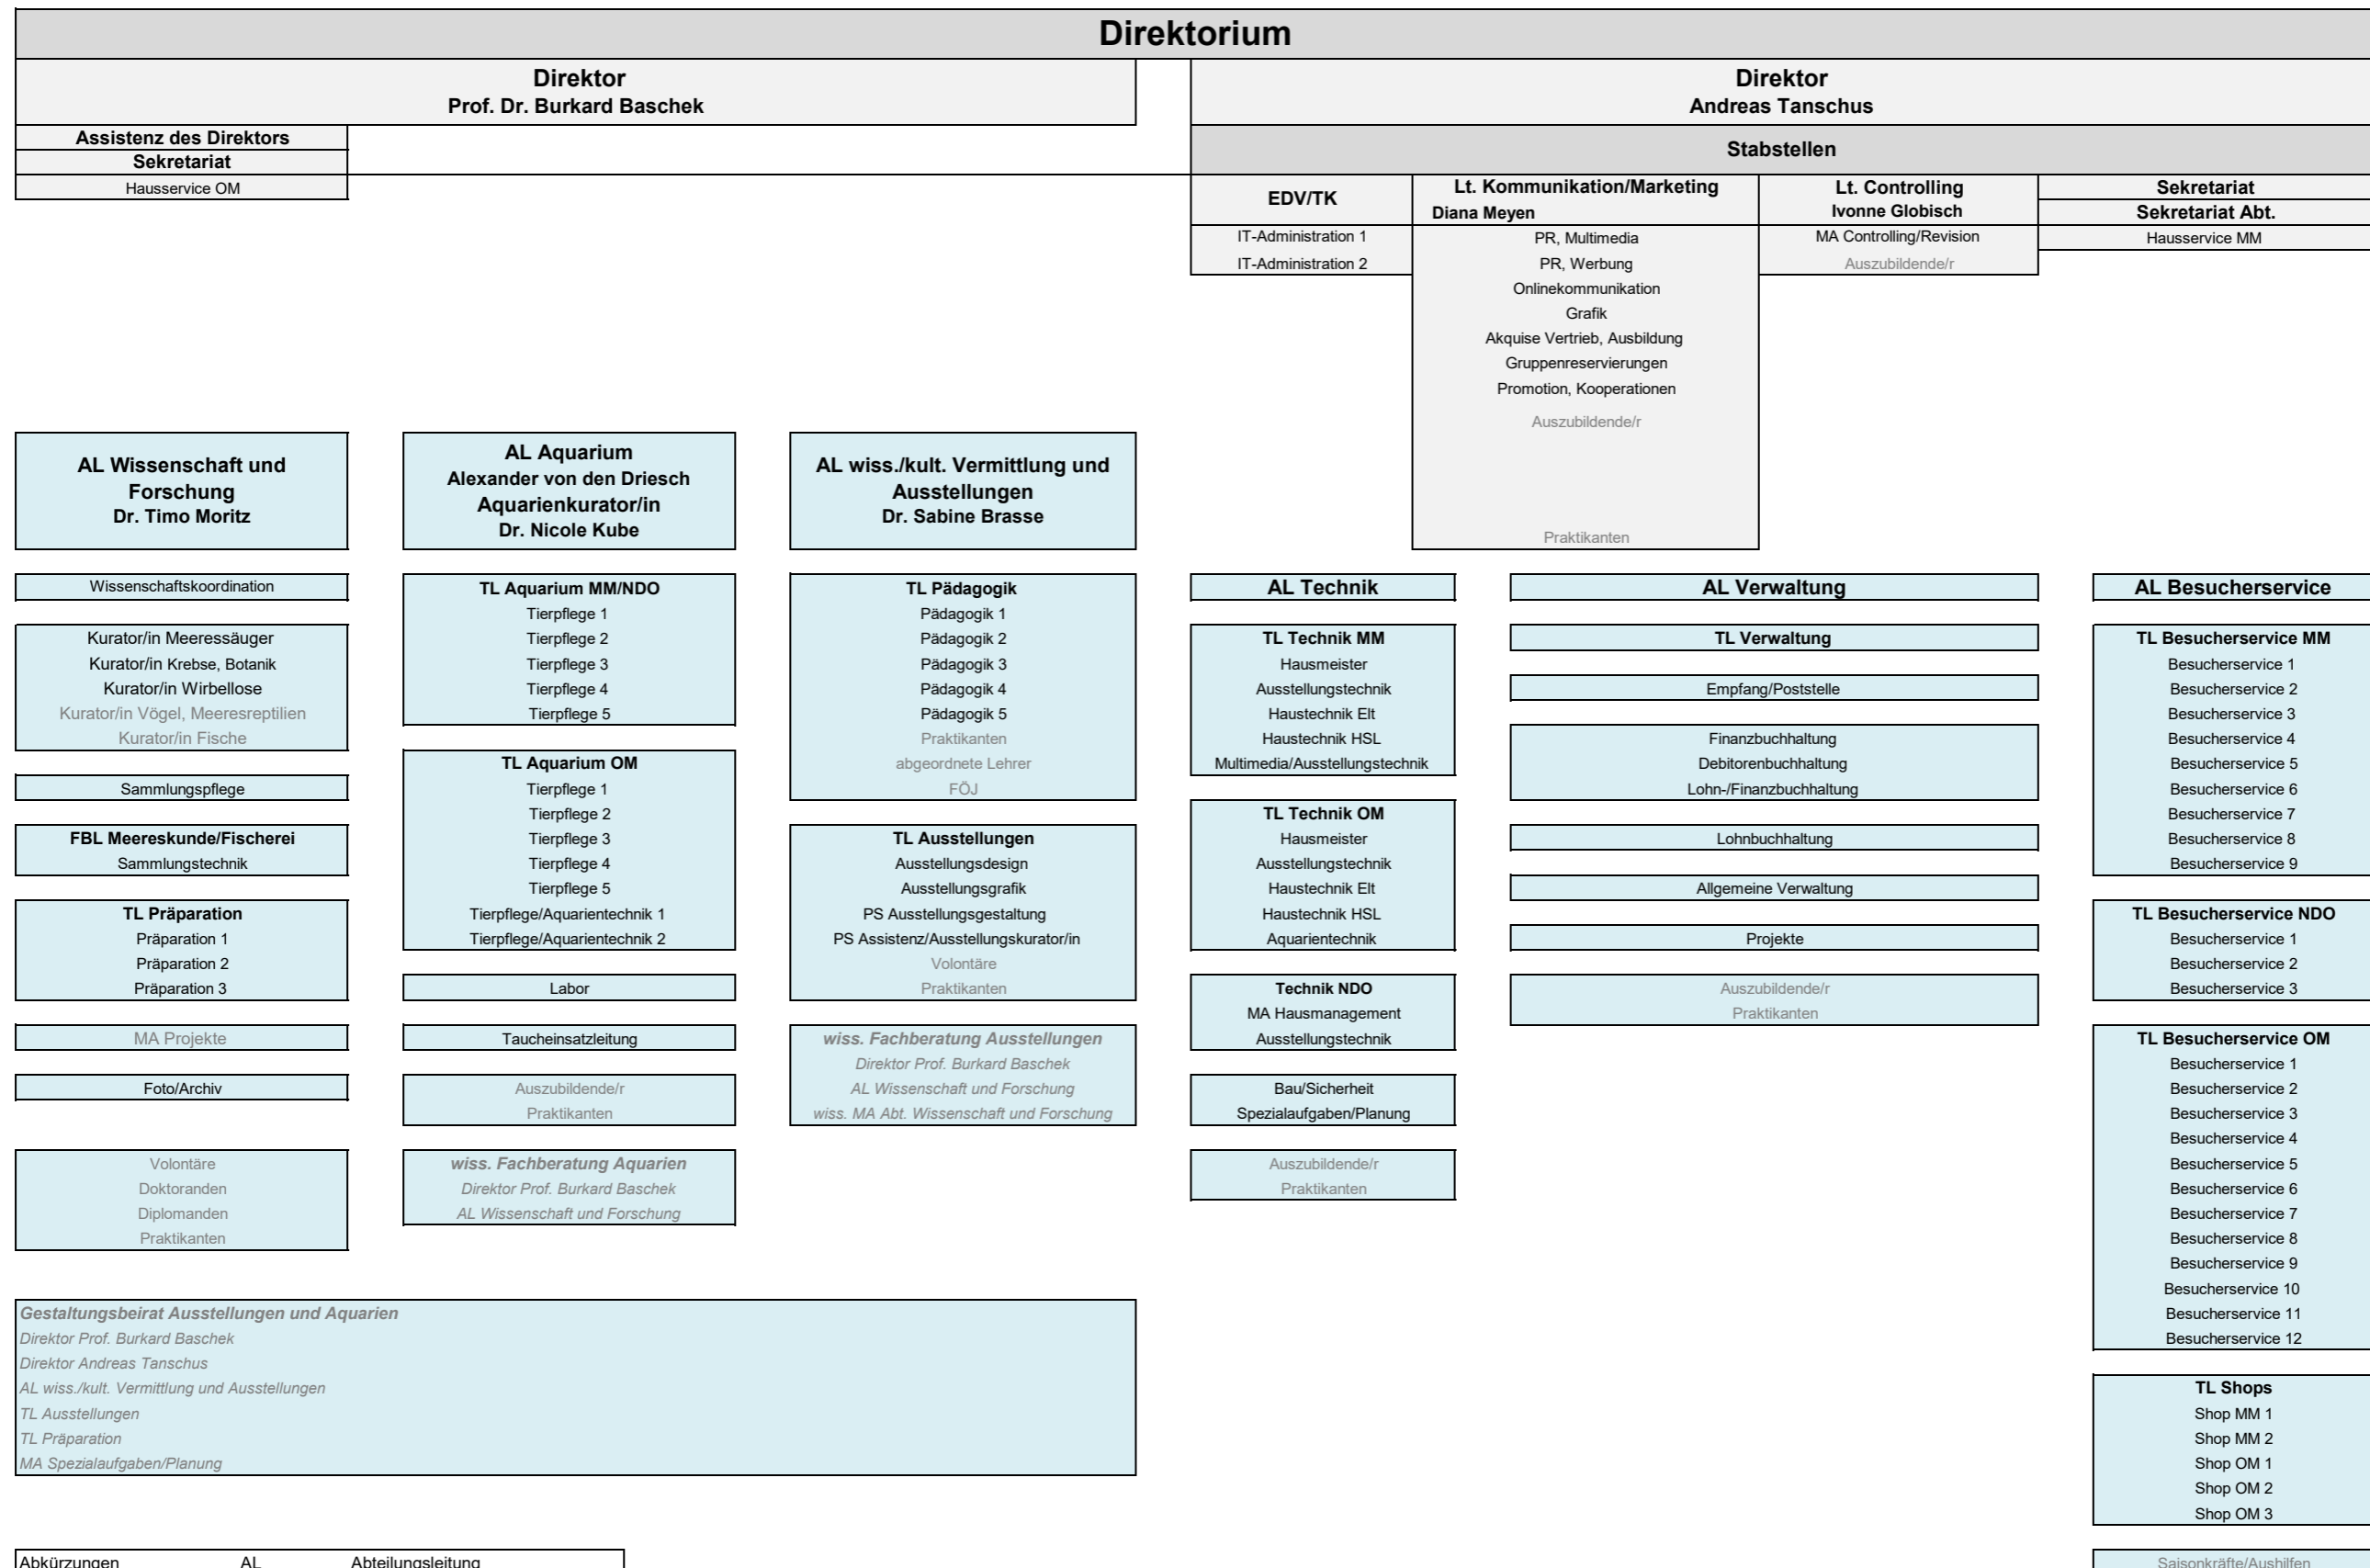 Direktorium
Direktor
Prof. Dr. Burkard Baschek
Assistenz des Direktors
Sekretariat
Hausservice OM
Direktor
Andreas Tanschus
Stabstellen
EDV/TK
IT-Administration 1
IT-Administration 2
Lt. Kommunikation/Marketing
Diana Meyen
PR, Multimedia
PR, Werbung
Onlinekommunikation
Grafik
Akquise Vertrieb, Ausbildung
Gruppenreservierungen
Promotion, Kooperationen
Auszubildende/r
Praktikanten
Lt. Controlling
Ivonne Globisch
MA Controlling/Revision
Auszubildende/r
Sekretariat
Sekretariat Abt.
Hausservice MM
AL Wissenschaft und
Forschung
Dr. Timo Moritz
Wissenschaftskoordination
Kurator/in Meeressäuger
Kurator/in Krebse, Botanik
Kurator/in Wirbellose
Kurator/in Vögel, Meeresreptilien
Kurator/in Fische
Sammlungspflege
FBL Meereskunde/Fischerei
Sammlungstechnik
TL Präparation
Präparation 1
Präparation 2
Präparation 3
MA Projekte
Foto/Archiv
Volontäre
Doktoranden
Diplomanden
Praktikanten
AL Aquarium
Alexander von den Driesch
Aquarienkurator/in
Dr. Nicole Kube
TL Aquarium MM/NDO
Tierpflege 1
Tierpflege 2
Tierpflege 3
Tierpflege 4
Tierpflege 5
TL Aquarium OM
Tierpflege 1
Tierpflege 2
Tierpflege 3
Tierpflege 4
Tierpflege 5
Tierpflege/Aquarientechnik 1
Tierpflege/Aquarientechnik 2
Labor
Taucheinsatzleitung
Auszubildende/r
Praktikanten
wiss. Fachberatung Aquarien
Direktor Prof. Burkard Baschek
AL Wissenschaft und Forschung
AL wiss./kult. Vermittlung und
Ausstellungen
Dr. Sabine Brasse
TL Pädagogik
Pädagogik 1
Pädagogik 2
Pädagogik 3
Pädagogik 4
Pädagogik 5
Praktikanten
abgeordnete Lehrer
FÖJ
TL Ausstellungen
Ausstellungsdesign
Ausstellungsgrafik
PS Ausstellungsgestaltung
PS Assistenz/Ausstellungskurator/in
Volontäre
Praktikanten
wiss. Fachberatung Ausstellungen
Direktor Prof. Burkard Baschek
AL Wissenschaft und Forschung
wiss. MA Abt. Wissenschaft und Forschung
AL Technik
TL Technik MM
Hausmeister
Ausstellungstechnik
Haustechnik Elt
Haustechnik HSL
Multimedia/Ausstellungstechnik
TL Technik OM
Hausmeister
Ausstellungstechnik
Haustechnik Elt
Haustechnik HSL
Aquarientechnik
Technik NDO
MA Hausmanagement
Ausstellungstechnik
Bau/Sicherheit
Spezialaufgaben/Planung
Auszubildende/r
Praktikanten
AL Verwaltung
TL Verwaltung
Empfang/Poststelle
Finanzbuchhaltung
Debitorenbuchhaltung
Lohn-/Finanzbuchhaltung
Lohnbuchhaltung
Allgemeine Verwaltung
Projekte
Auszubildende/r
Praktikanten
AL Besucherservice
TL Besucherservice MM
Besucherservice 1
Besucherservice 2
Besucherservice 3
Besucherservice 4
Besucherservice 5
Besucherservice 6
Besucherservice 7
Besucherservice 8
Besucherservice 9
TL Besucherservice NDO
Besucherservice 1
Besucherservice 2
Besucherservice 3
TL Besucherservice OM
Besucherservice 1
Besucherservice 2
Besucherservice 3
Besucherservice 4
Besucherservice 5
Besucherservice 6
Besucherservice 7
Besucherservice 8
Besucherservice 9
Besucherservice 10
Besucherservice 11
Besucherservice 12
TL Shops
Shop MM 1
Shop MM 2
Shop OM 1
Shop OM 2
Shop OM 3
Saisonkräfte/Aushilfen
Gestaltungsbeirat Ausstellungen und Aquarien
Direktor Prof. Burkard Baschek
Direktor Andreas Tanschus
AL wiss./kult. Vermittlung und Ausstellungen
TL Ausstellungen
TL Präparation
MA Spezialaufgaben/Planung
Abkürzungen AL Abteilungsleitung